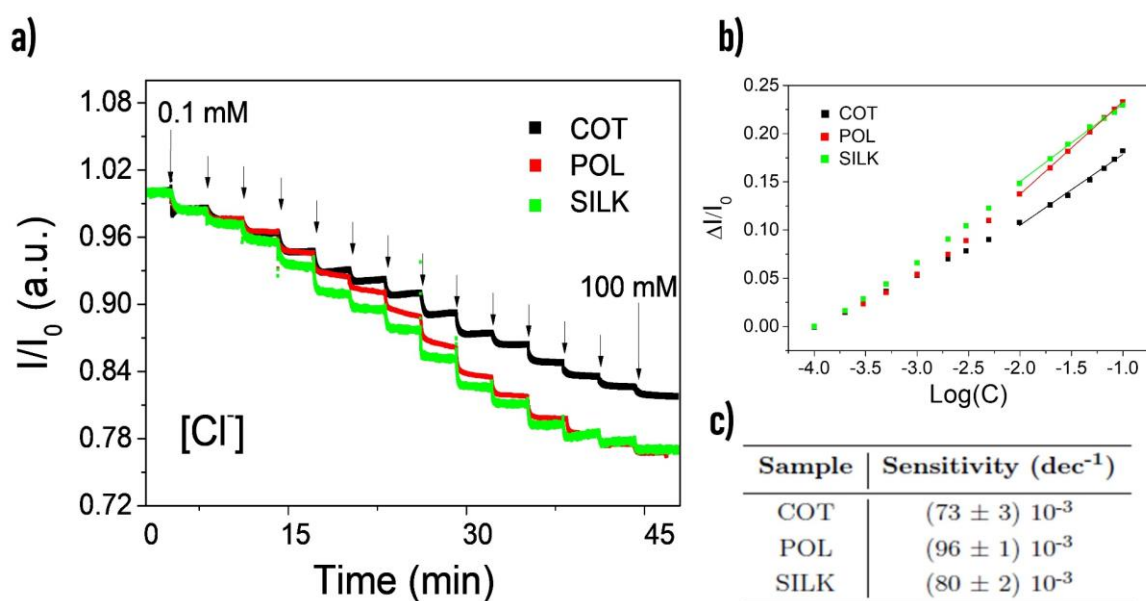 a)
1.08
1.02
0.96
0.90
0.84
0.78
0.72
I/I₀ (a.u.)
0.1 mM
100 mM
COT
POL
SILK
[Cl⁻]
0 15 30 45
Time (min)
b)
0.25
0.20
0.15
0.10
0.05
0.00
ΔI/I₀
COT
POL
SILK
-4.0 -3.5 -3.0 -2.5 -2.0 -1.5 -1.0
Log(C)
c)
Sample Sensitivity (dec⁻¹)
COT (73 ± 3) 10⁻³
POL (96 ± 1) 10⁻³
SILK (80 ± 2) 10⁻³